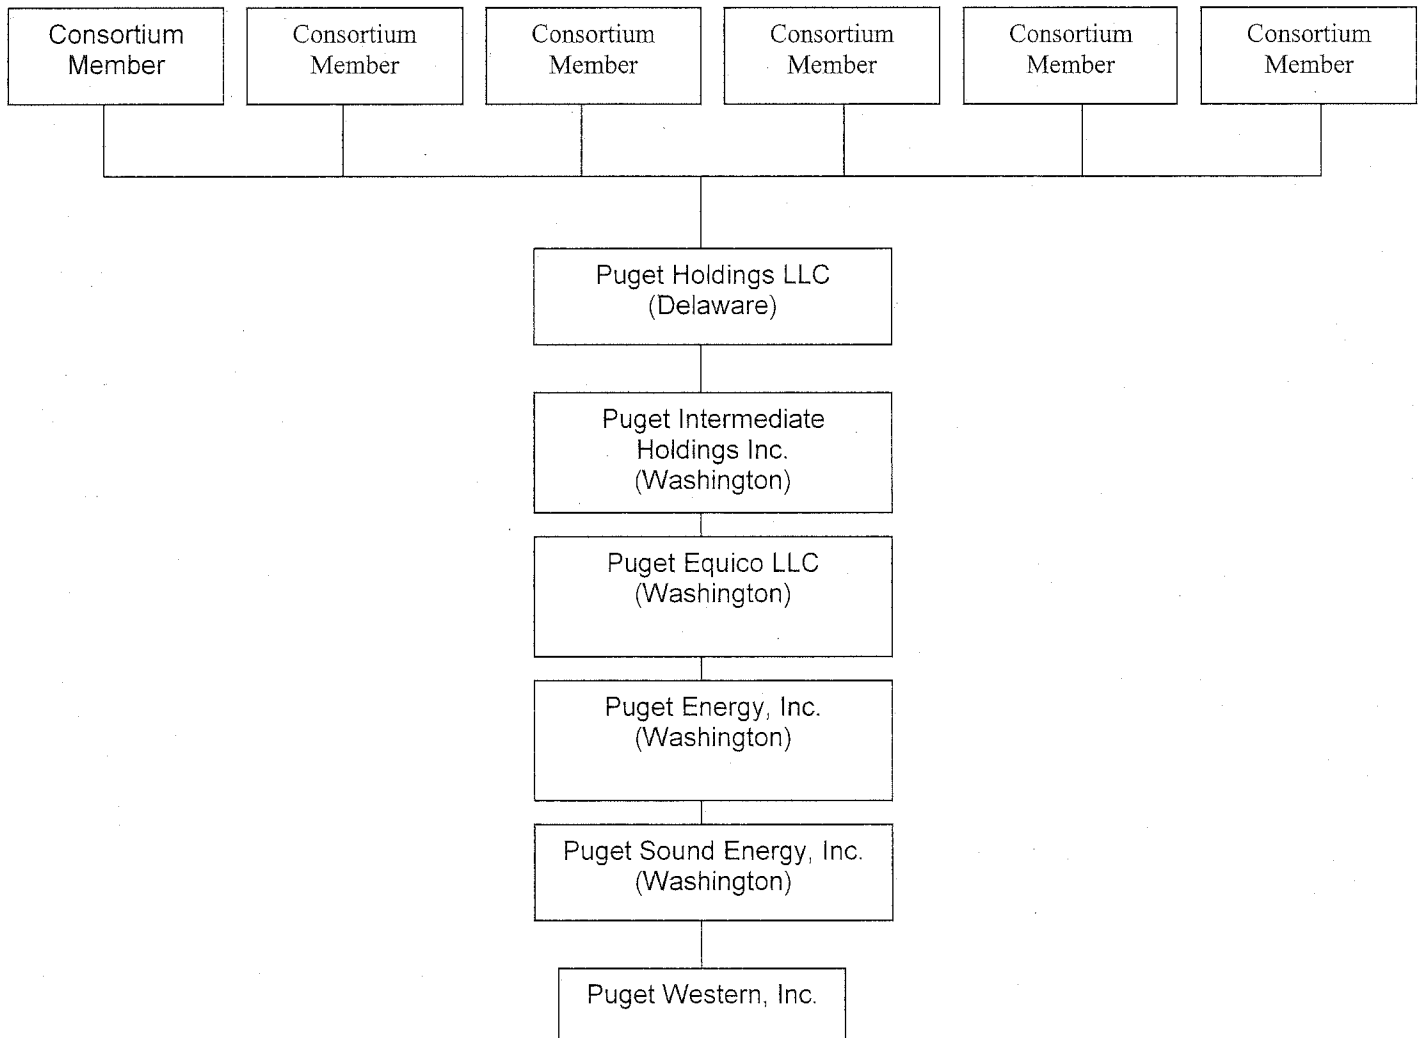 Consortium
Member
Consortium
Member
Consortium
Member
Consortium
Member
Consortium
Member
Consortium
Member
Puget Holdings LLC
(Delaware)
Puget Intermediate
Holdings Inc.
(Washington)
Puget Equico LLC
(Washington)
Puget Energy, Inc.
(Washington)
Puget Sound Energy, Inc.
(Washington)
Puget Western, Inc.